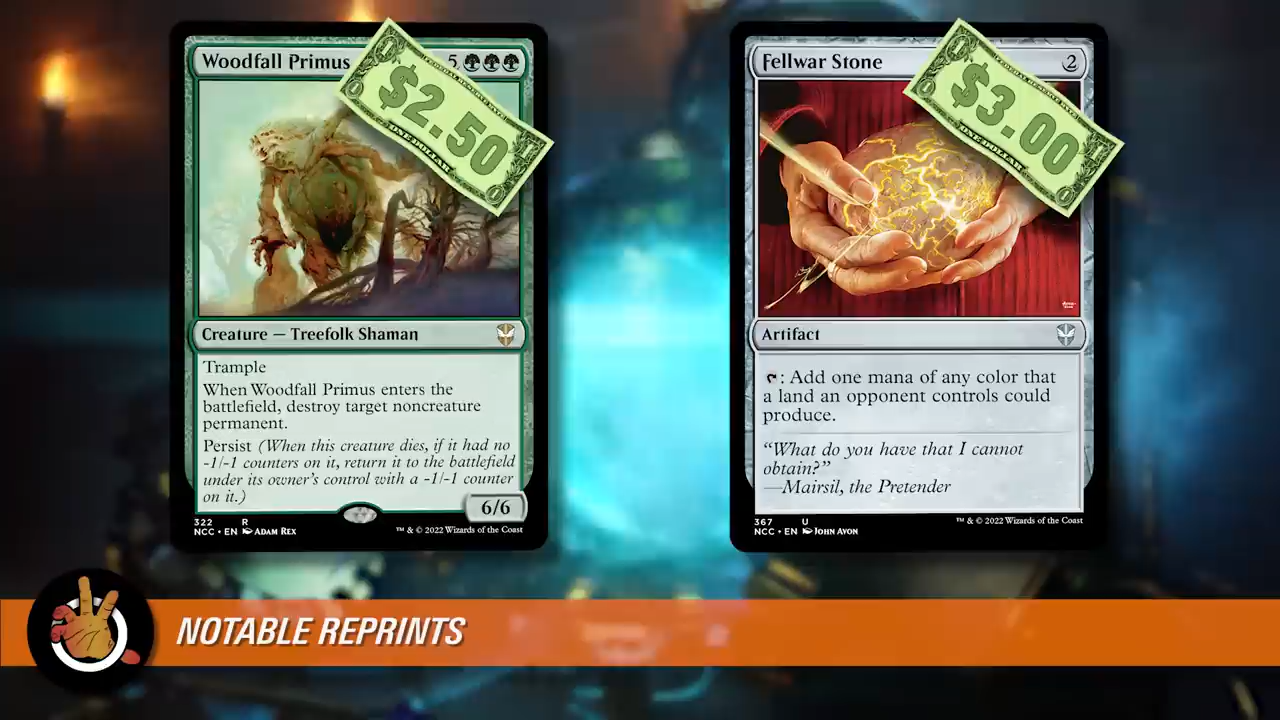 Woodfall Primus 5
$2.50
ONE DOLLAR
Creature — Treefolk Shaman
Trample
When Woodfall Primus enters the
battlefield, destroy target noncreature
permanent.
Persist (When this creature dies, if it had no
-1/-1 counters on it, return it to the battlefield
under its owner's control with a -1/-1 counter
on it.)
6/6
322 R
NCC • EN ADAM REX
™ & © 2022 Wizards of the Coast
Fellwar Stone 2
$3.00
ONE DOLLAR
Artifact
: Add one mana of any color that
a land an opponent controls could
produce.
“What do you have that I cannot
obtain?”
—Mairsil, the Pretender
367 U
NCC • EN JOHN AVON
™ & © 2022 Wizards of the Coast
NOTABLE REPRINTS